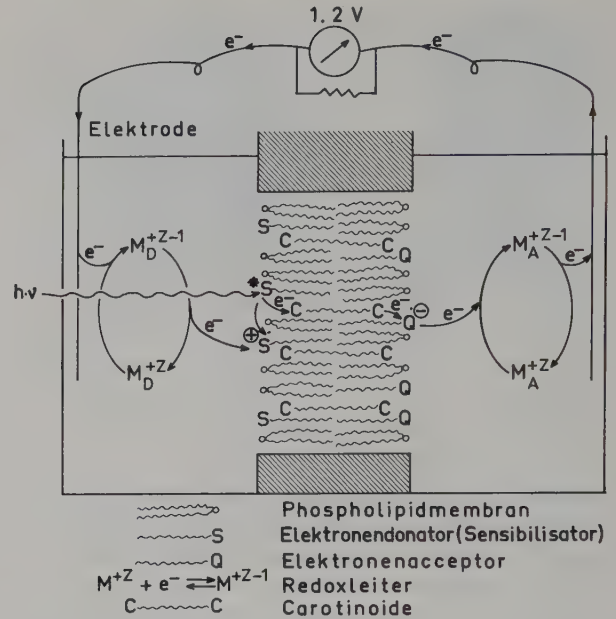 1.2 V
e⁻
e⁻
Elektrode
S
C
Q
M_D^{+Z-1}
M_A^{+Z-1}
e⁻
e⁻
h·ν
*
S
e⁻
C
C
e⁻
Q
⊖
e⁻
e⁻
⊕
S
C
C
M_D^{+Z}
M_A^{+Z}
Q
C
C
S
Q
Phospholipidmembran
S Elektronendonator (Sensibilisator)
Q Elektronenacceptor
M^{+Z} + e⁻ ⇌ M^{+Z-1} Redoxleiter
C C Carotinoide